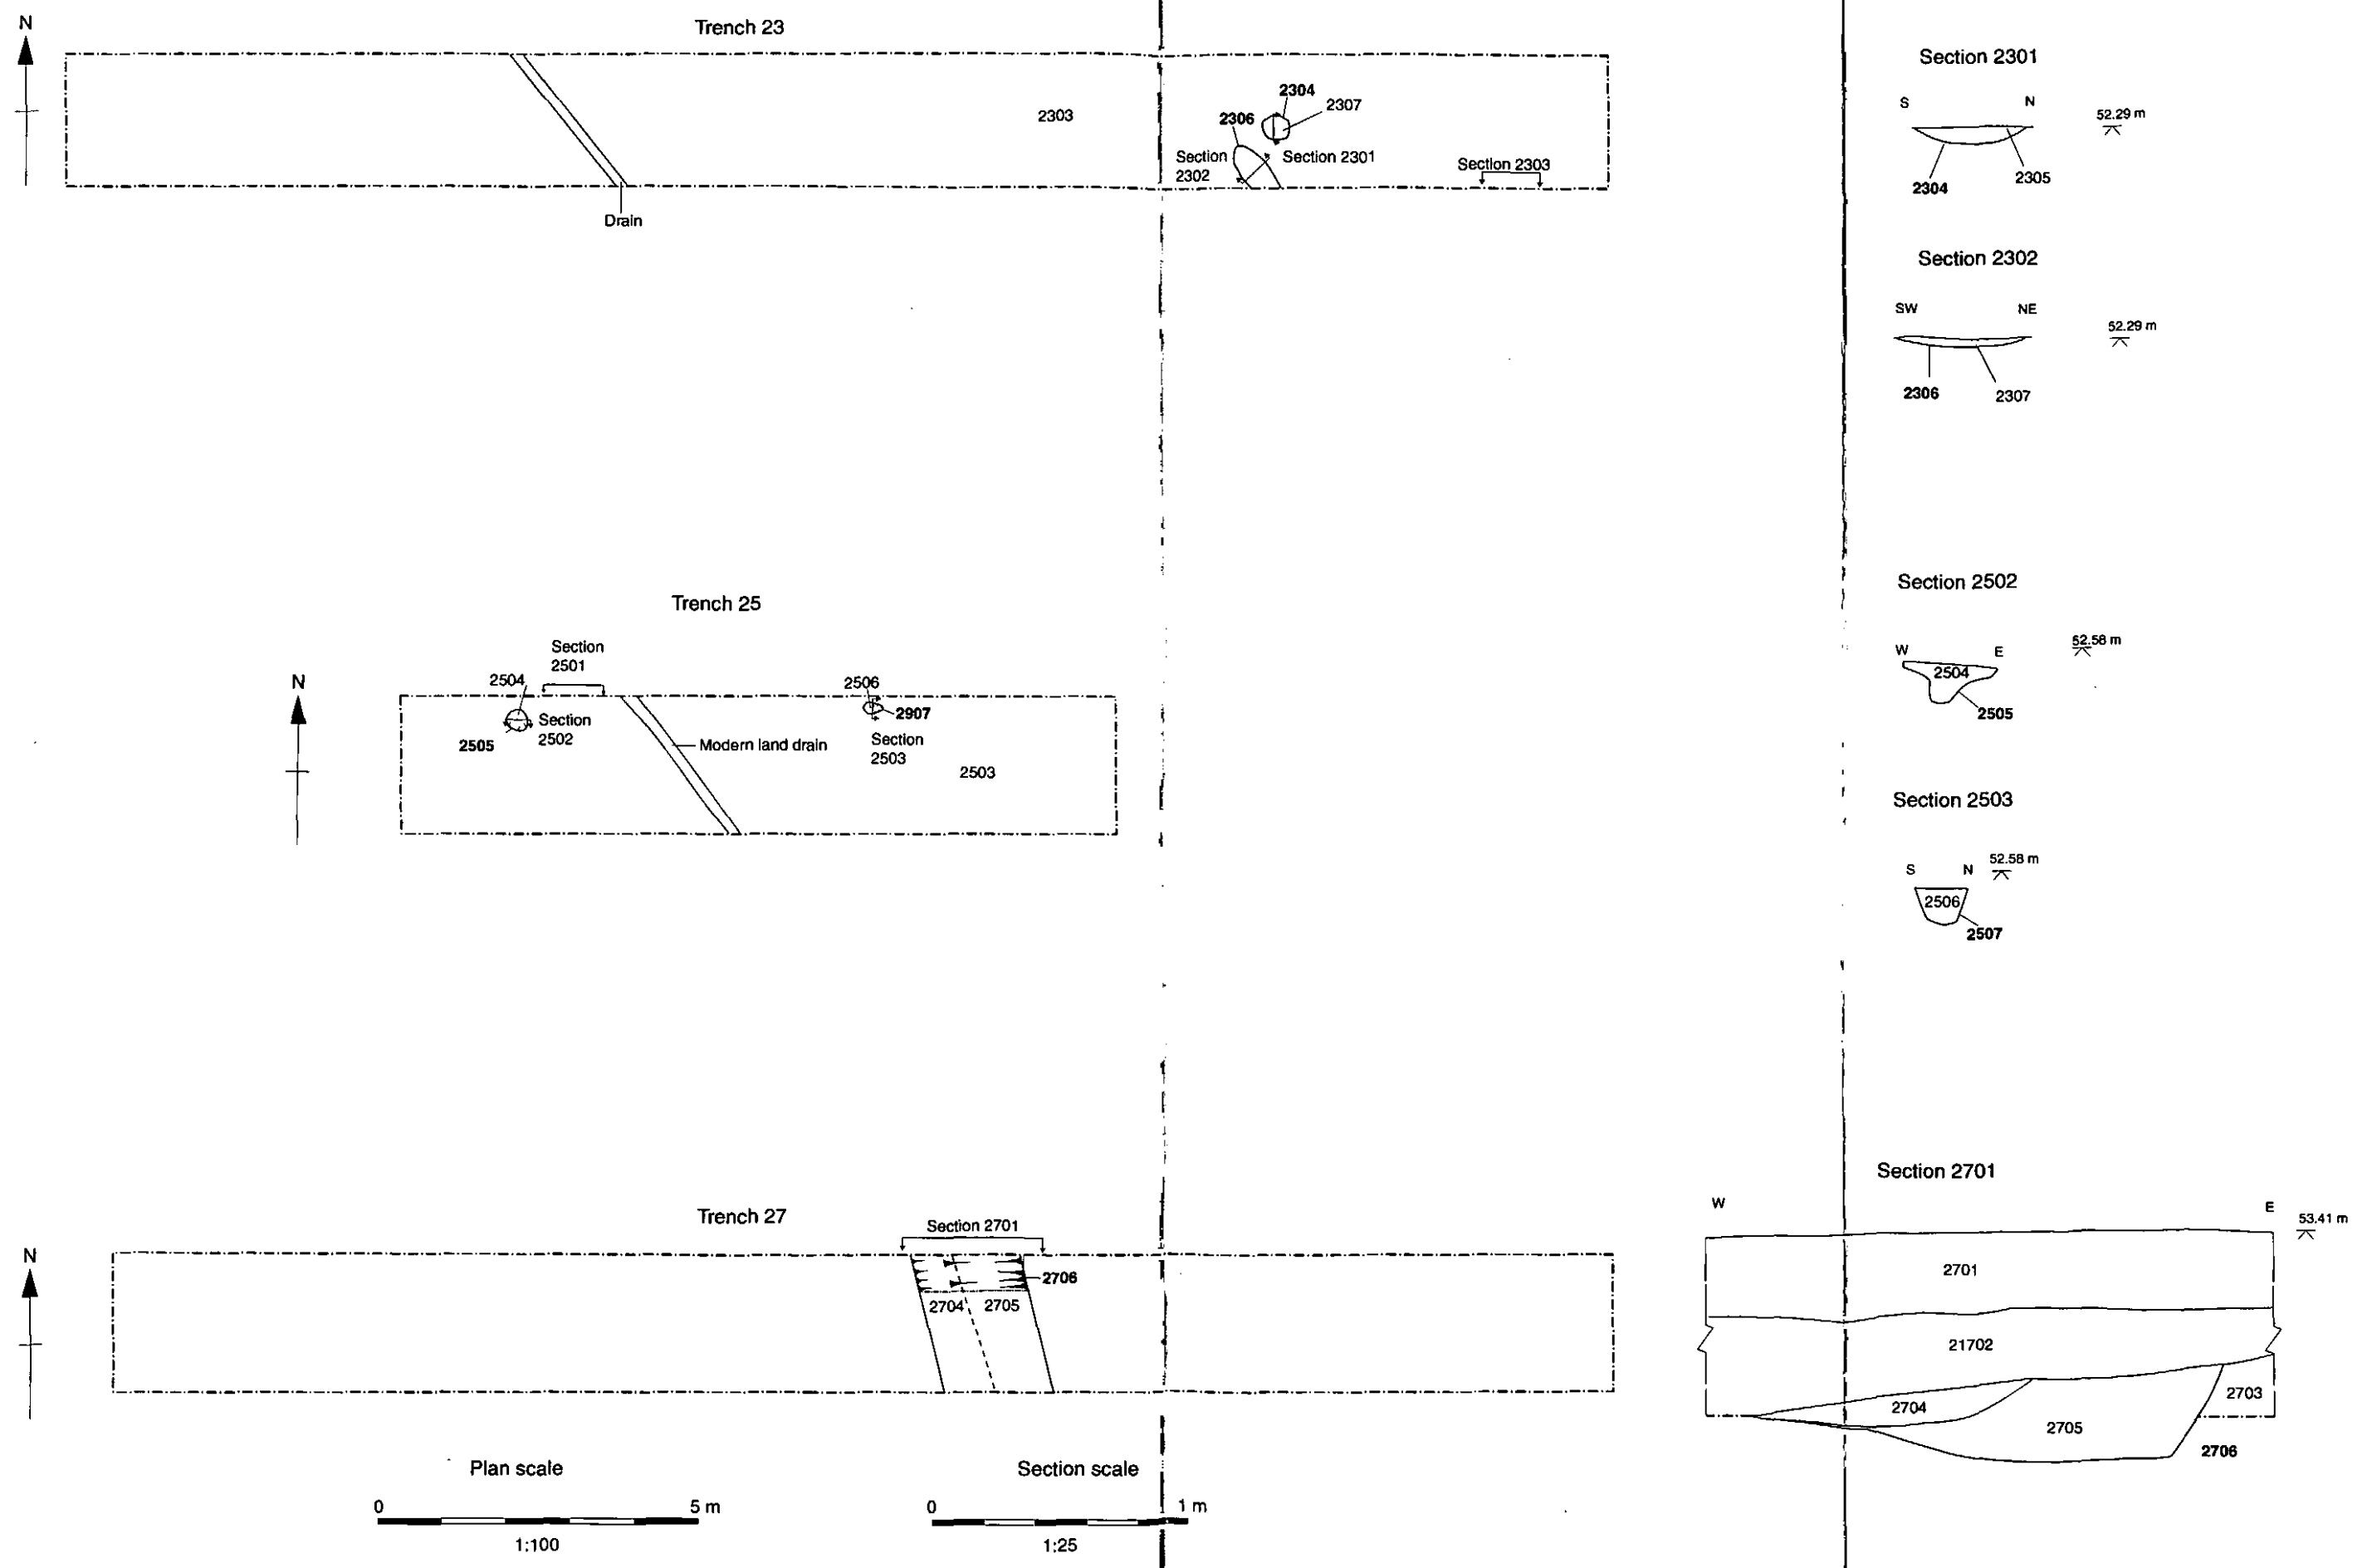 Trench 23
N
2303
2304
2307
2306
Section
2302
Section 2301
Section 2303
Drain
Section 2301
S
N
52.29 m
2304
2305
Section 2302
SW
NE
52.29 m
2306
2307
Trench 25
N
Section
2501
2504
Section
2502
2505
Modern land drain
2506
2907
Section
2503
2503
Section 2502
W
E
52.58 m
2504
2505
Section 2503
S
N
52.58 m
2506
2507
Trench 27
N
Section 2701
2706
2704
2705
Section 2701
W
E
53.41 m
2701
21702
2703
2704
2705
2706
Plan scale
0
5 m
1:100
Section scale
0
1 m
1:25